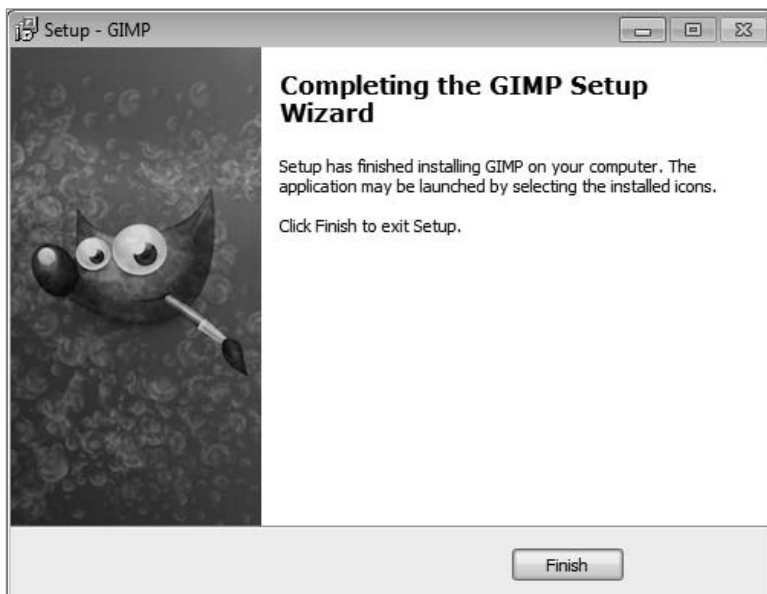 Setup - GIMP
Completing the GIMP Setup
Wizard
Setup has finished installing GIMP on your computer. The
application may be launched by selecting the installed icons.
Click Finish to exit Setup.
Finish